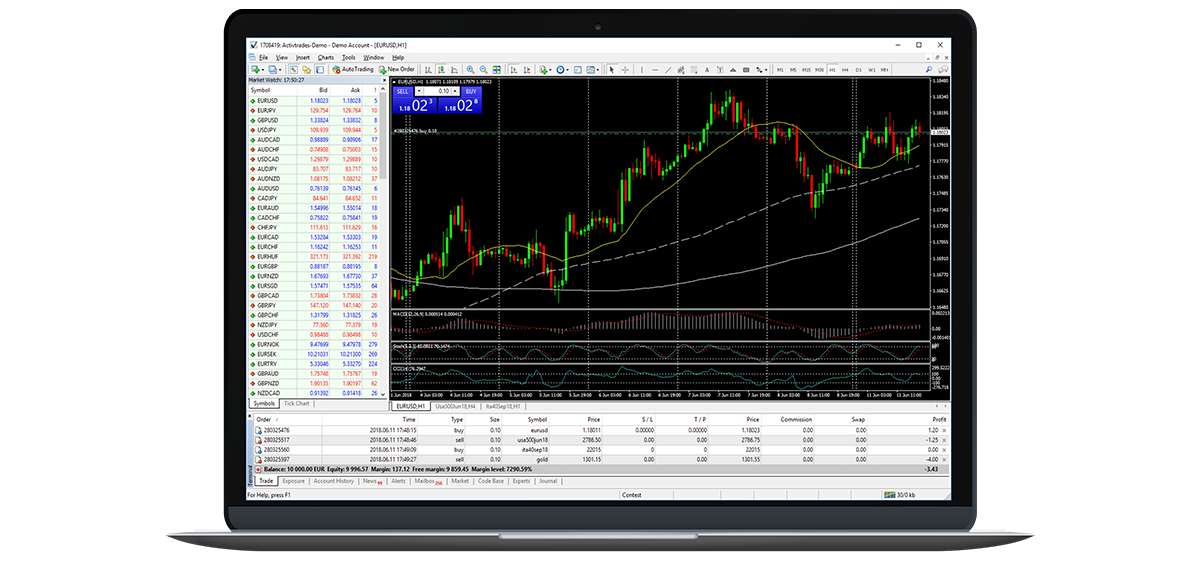 1708419: Activtrades-Demo - Demo Account - [EURUSD,H1]
File View Insert Charts Tools Window Help
AutoTrading New Order A T M1 M5 M15 M30 H1 H4 D1 W1 MN
Market Watch: 17:50:27
Symbol Bid Ask !
EURUSD 1.18023 1.18028 5
EURJPY 129.754 129.764 10
GBPUSD 1.33824 1.33832 8
USDJPY 109.939 109.944 5
AUDCAD 0.98889 0.98906 17
AUDCHF 0.74988 0.75003 15
USDCAD 1.29879 1.29889 10
AUDJPY 83.707 83.717 10
AUDNZD 1.08175 1.08212 37
AUDUSD 0.76139 0.76145 6
CADJPY 84.641 84.652 11
EURAUD 1.54996 1.55014 18
CADCHF 0.75822 0.75841 19
CHFJPY 111.613 111.629 16
EURCAD 1.53284 1.53303 19
EURCHF 1.16242 1.16253 11
EURHUF 321.173 321.392 219
EURGBP 0.88187 0.88195 8
EURNZD 1.67693 1.67730 37
EURSGD 1.57471 1.57535 64
GBPCAD 1.73804 1.73832 28
GBPJPY 147.120 147.140 20
GBPCHF 1.31799 1.31825 26
NZDJPY 77.360 77.379 19
USDCHF 0.98488 0.98498 10
EURNOK 9.47699 9.47978 279
EURSEK 10.21031 10.21300 269
EURTRY 5.33046 5.33270 224
GBPAUD 1.75748 1.75767 19
GBPNZD 1.90135 1.90197 62
NZDCAD 0.91392 0.91418 26
Symbols Tick Chart
EURUSD,H1 1.18071 1.18109 1.17979 1.18023
SELL 0.10 BUY
1.18 02 3 1.18 02 8
#280325476 buy 0.10
1.18480
1.18340
1.18195
1.18023
1.17915
1.17770
1.17630
1.17485
1.17340
1.17200
1.17055
1.16910
1.16770
1.16625
1.16480
MACD(12,26,9) 0.000514 0.000412
0.002213
0.00
-0.001401
CCI(14) 76.2947
299.5222
100
0.00
-100
-276.716
1 Jun 2018 4 Jun 03:00 4 Jun 11:00 4 Jun 19:00 5 Jun 03:00 5 Jun 11:00 5 Jun 19:00 6 Jun 03:00 6 Jun 11:00 6 Jun 19:00 7 Jun 03:00 7 Jun 11:00 7 Jun 19:00 8 Jun 03:00 8 Jun 11:00 8 Jun 19:00 11 Jun 03:00 11 Jun 11:00
EURUSD,H1 Usa500Jun18,H4 Ita40Sep18,H1
Order Time Type Size Symbol Price S / L T / P Price Commission Swap Profit
280325476 2018.06.11 17:48:15 buy 0.10 eurusd 1.18011 0.00000 0.00000 1.18023 0.00 0.00 1.20
280325517 2018.06.11 17:48:46 sell 0.10 usa500jun18 2786.50 0.00 0.00 2786.75 0.00 0.00 -1.25
280325560 2018.06.11 17:49:09 buy 0.10 ita40sep18 22015 0 0 22015 0.00 0.00 0.00
280325597 2018.06.11 17:49:27 sell 0.10 gold 1301.15 0.00 0.00 1301.55 0.00 0.00 -4.00
Balance: 10 000.00 EUR Equity: 9 996.57 Margin: 137.12 Free margin: 9 859.45 Margin level: 7290.59% -3.43
Terminal
Trade Exposure Account History News 99 Alerts Mailbox 256 Market Code Base Experts Journal
For Help, press F1 Contest 30/0 kb